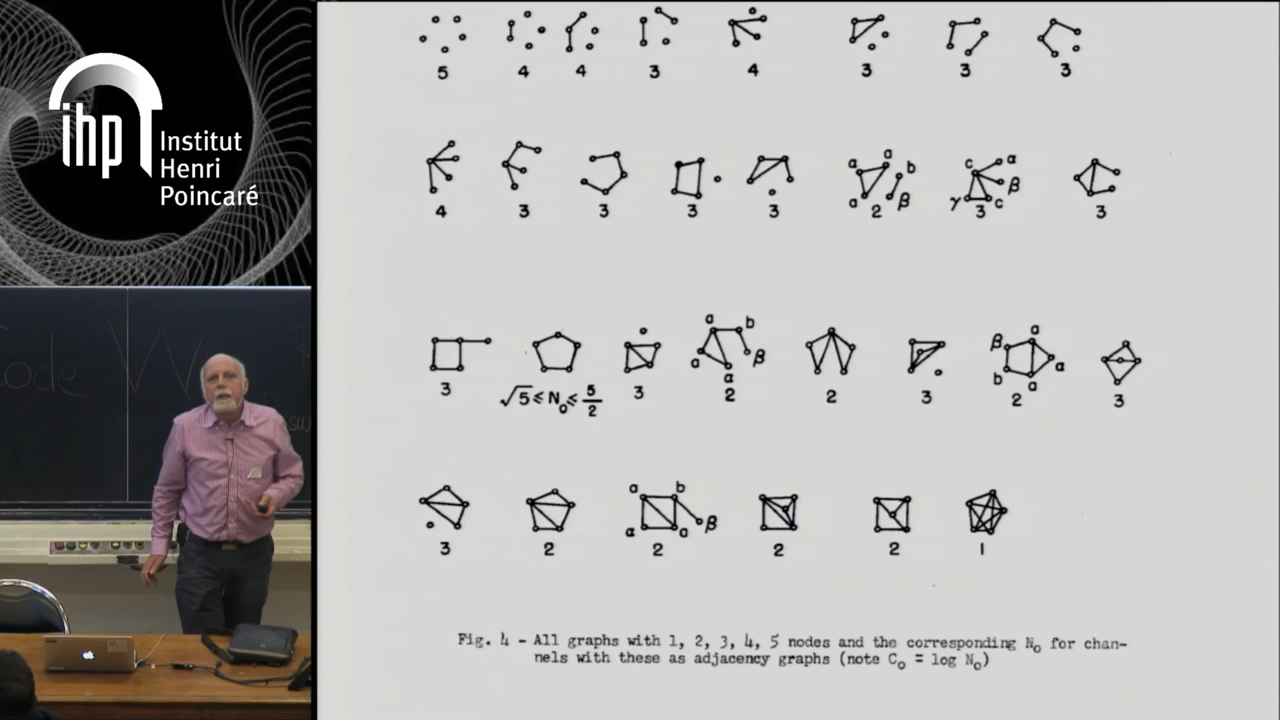 ihp
Institut
Henri
Poincaré
ode W
5 4 4 3 4 3 3 3
a a b c α β
a β γ c
4 3 3 3 3 2 3 3
a b a β a β a α b a
3 √5 ≤ N₀ ≤ 5/2 3 α 2 2 3 2 3
a b α a β
3 2 2 2 2 1
Fig. 4 - All graphs with 1, 2, 3, 4, 5 nodes and the corresponding N₀ for chan-
nels with these as adjacency graphs (note C₀ = log N₀)